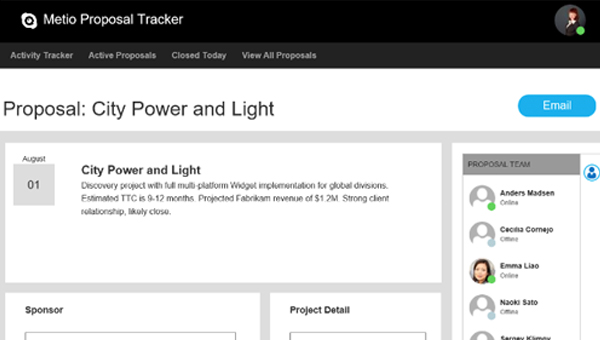 Metio Proposal Tracker
Activity Tracker Active Proposals Closed Today View All Proposals
Proposal: City Power and Light
Email
August
01
City Power and Light
Discovery project with full multi-platform Widget implementation for global divisions.
Estimated TTC is 9-12 months. Projected Fabrikam revenue of $1.2M. Strong client
relationship, likely close.
PROPOSAL TEAM
Anders Madsen
Online
Cecilia Cornejo
Offline
Emma Liao
Online
Naoki Sato
Offline
Sergey Klimov
Sponsor
Project Detail